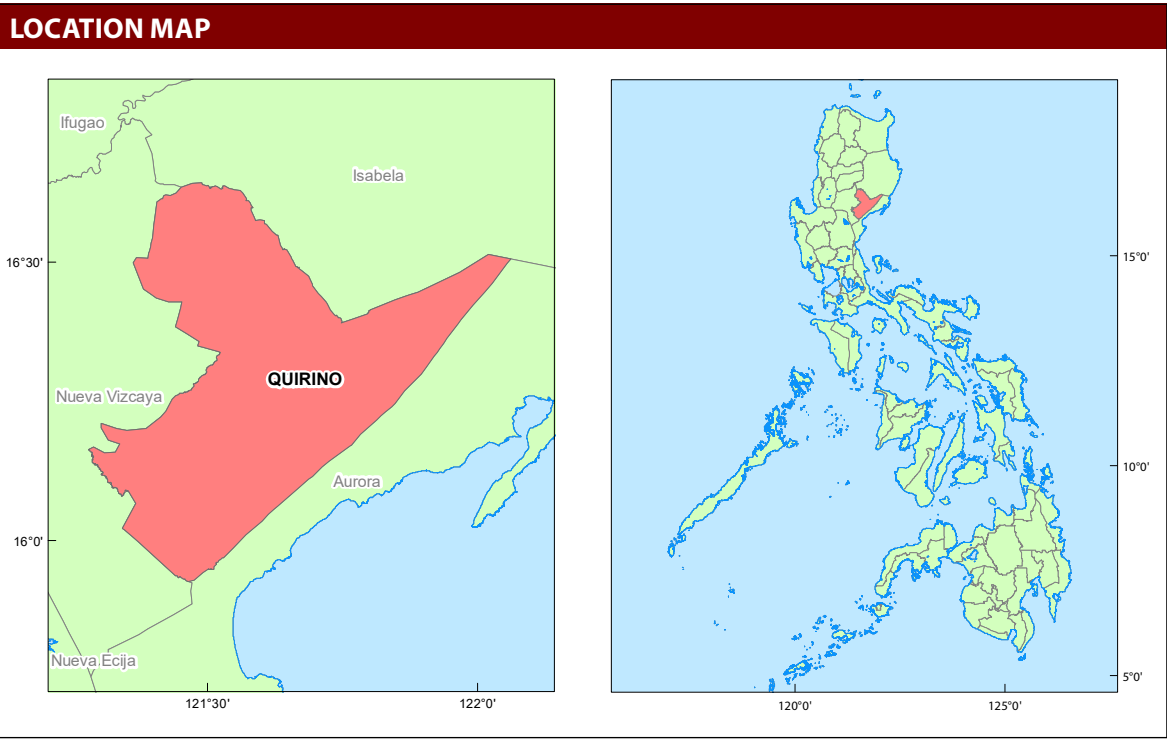 LOCATION MAP
Ifugao
Isabela
16°30'
QUIRINO
Nueva Vizcaya
Aurora
16°0'
Nueva Ecija
121°30'
122°0'
15°0'
10°0'
5°0'
120°0'
125°0'